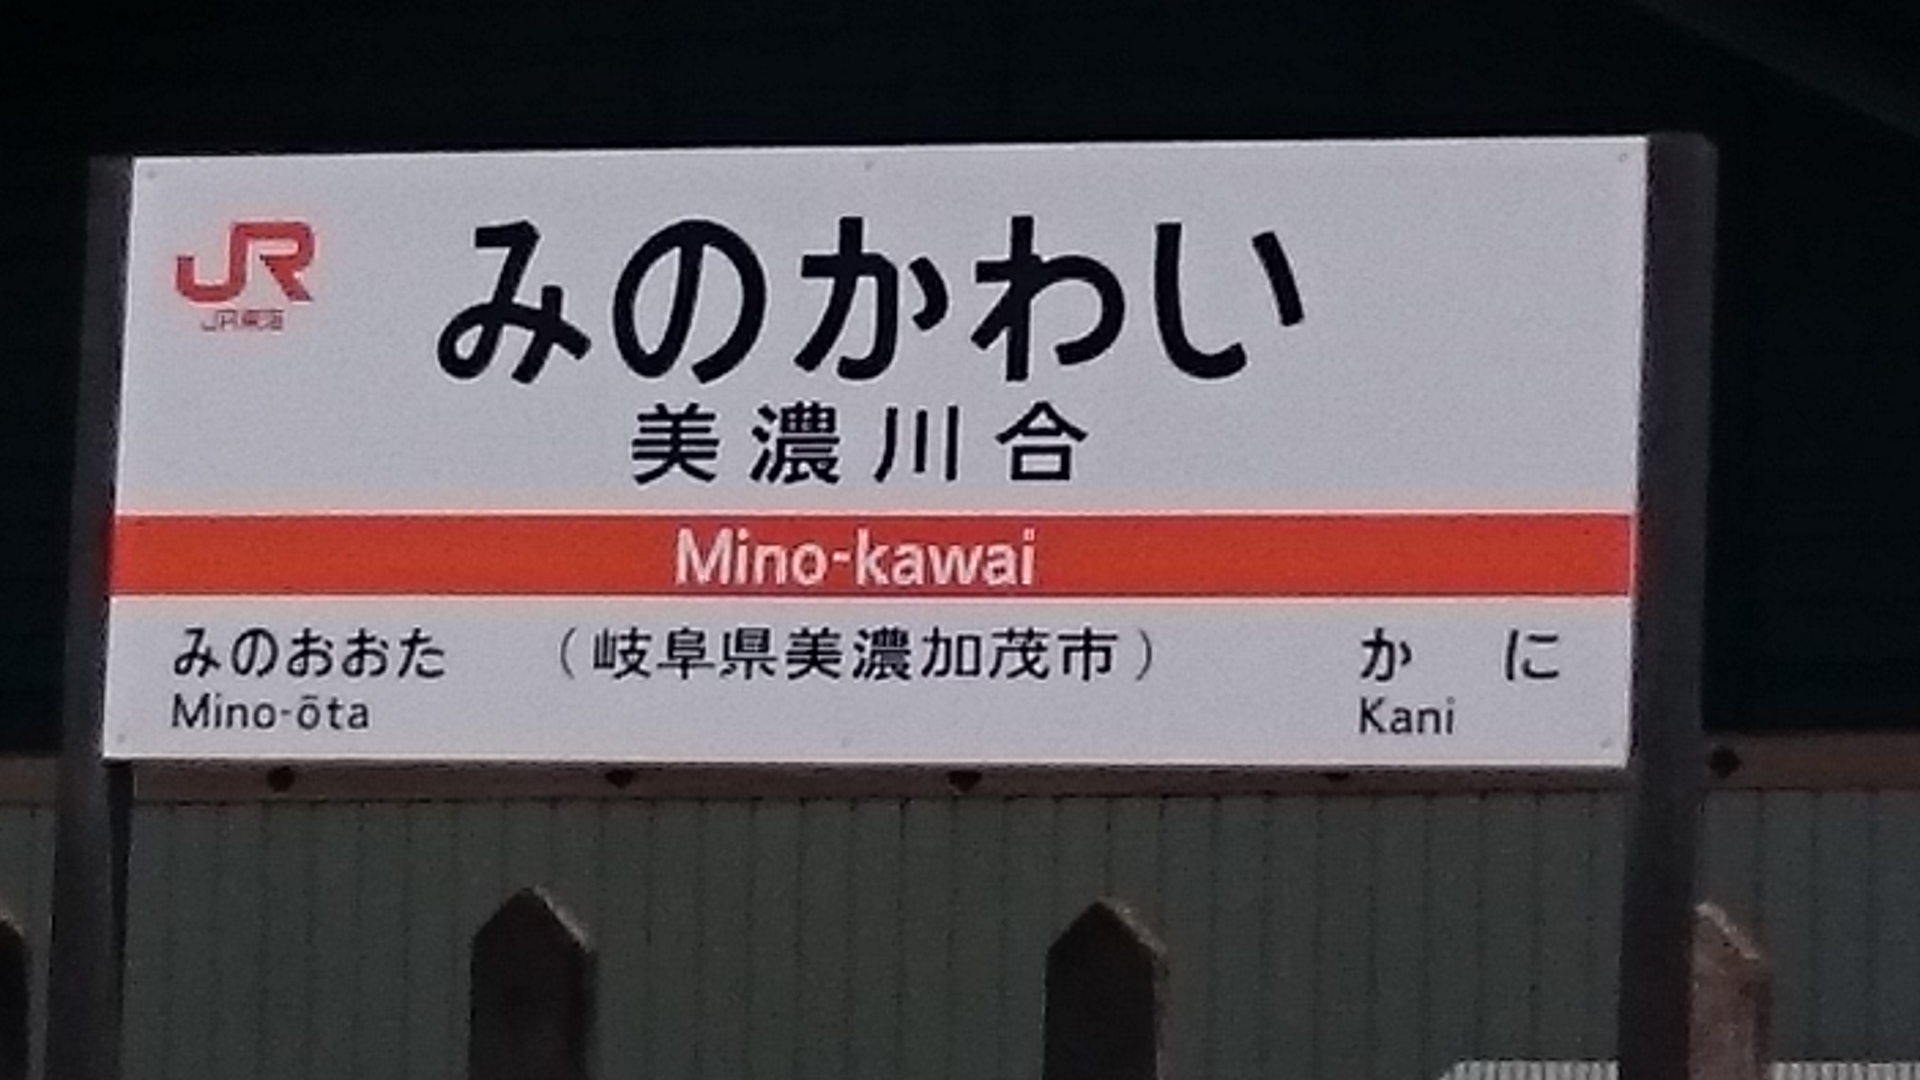 JR
JR東海
みのかわい
美濃川合
Mino-kawai
みのおおた （岐阜県美濃加茂市） か に
Mino-ōta Kani